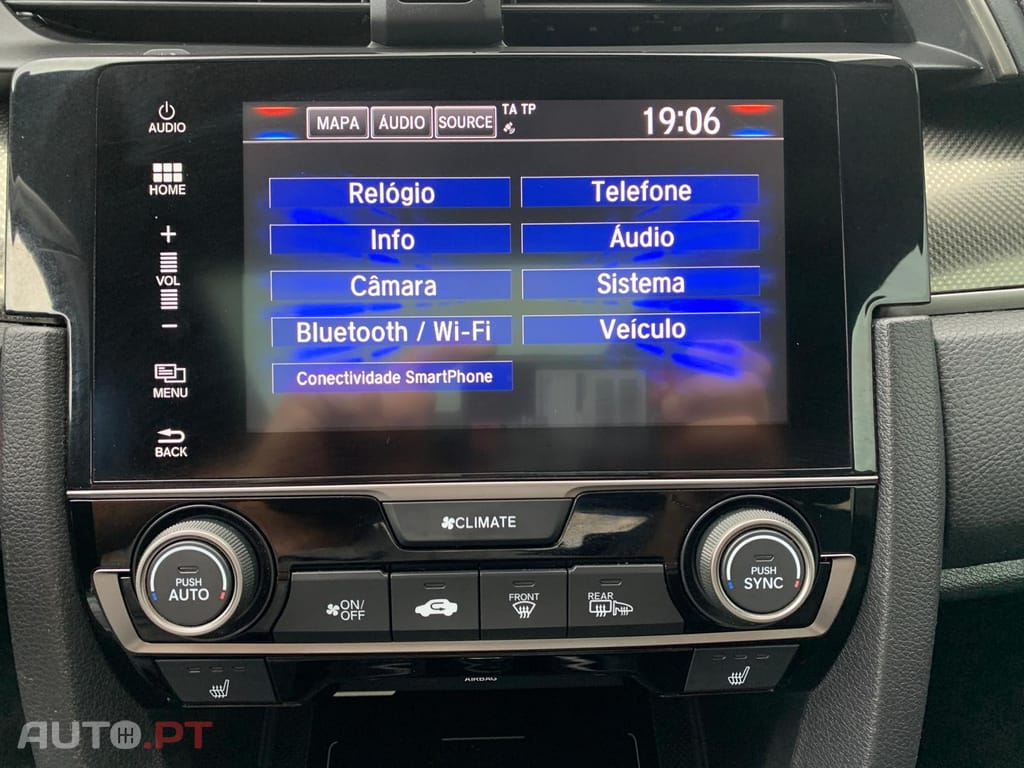 AUDIO
HOME
+
VOL
−
MENU
BACK
MAPA ÁUDIO SOURCE TA TP 19:06
Relógio Telefone
Info Áudio
Câmara Sistema
Bluetooth / Wi-Fi Veículo
Conectividade SmartPhone
CLIMATE
PUSH
AUTO
ON/
OFF
FRONT
REAR
PUSH
SYNC
AIRBAG
AUTO.PT